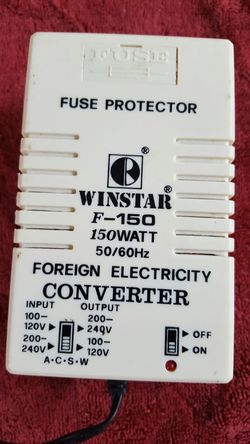 FUSE
FUSE PROTECTOR
R ®
WINSTAR®
F-150
150WATT
50/60Hz
FOREIGN ELECTRICITY
CONVERTER
INPUT OUTPUT
100- 200-
120V 240V
200- 100-
240V 120V
OFF
ON
A·C·S·W